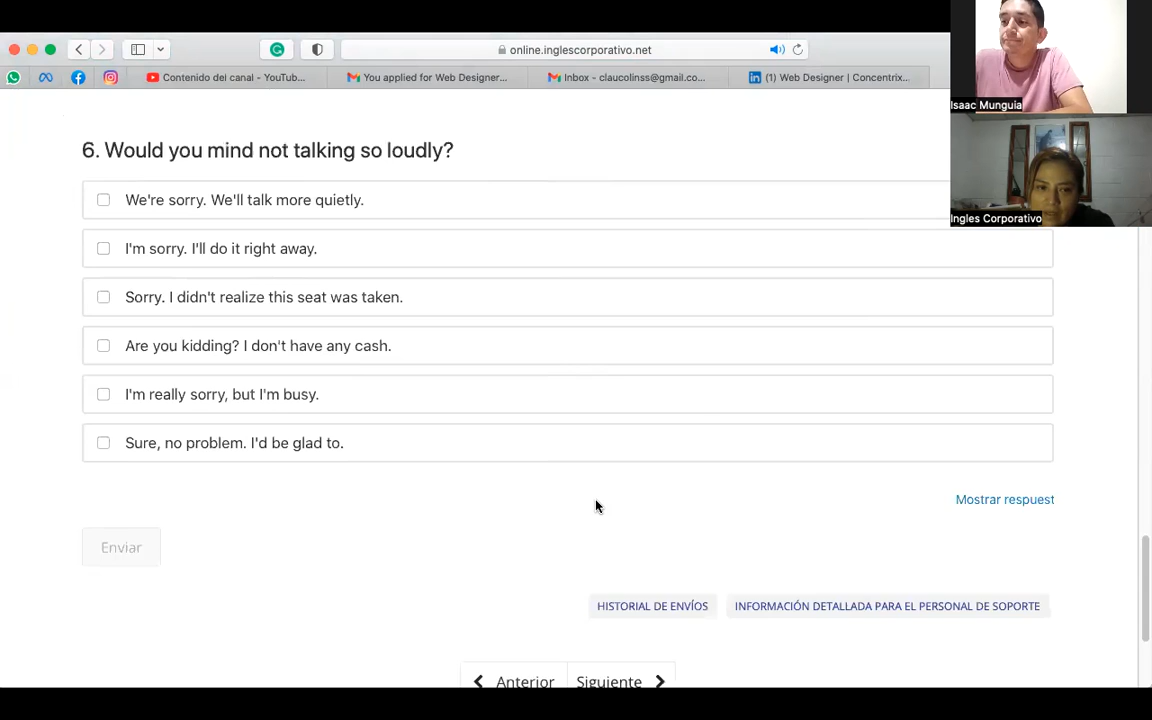 online.inglescorporativo.net
Contenido del canal - YouTub...
You applied for Web Designer...
Inbox - claucolinss@gmail.co...
(1) Web Designer | Concentrix...
Isaac Munguía
Ingles Corporativo
6. Would you mind not talking so loudly?
We're sorry. We'll talk more quietly.
I'm sorry. I'll do it right away.
Sorry. I didn't realize this seat was taken.
Are you kidding? I don't have any cash.
I'm really sorry, but I'm busy.
Sure, no problem. I'd be glad to.
Mostrar respuest
Enviar
HISTORIAL DE ENVÍOS
INFORMACIÓN DETALLADA PARA EL PERSONAL DE SOPORTE
Anterior
Siguiente